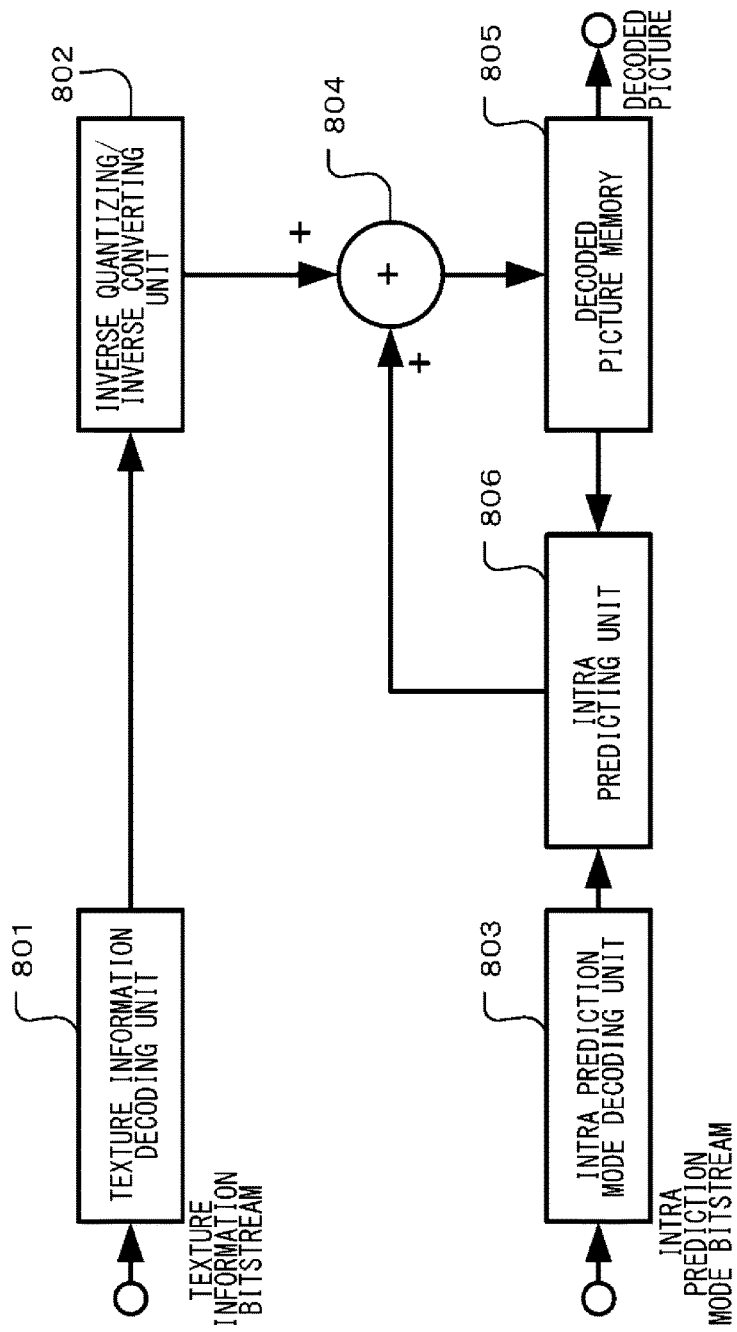 801
TEXTURE INFORMATION
DECODING UNIT
TEXTURE
INFORMATION
BITSTREAM
802
INVERSE QUANTIZING/
INVERSE CONVERTING
UNIT
+
804
+
+
803
INTRA PREDICTION
MODE DECODING UNIT
INTRA
PREDICTION
MODE BITSTREAM
806
INTRA
PREDICTING UNIT
805
DECODED
PICTURE MEMORY
DECODED
PICTURE